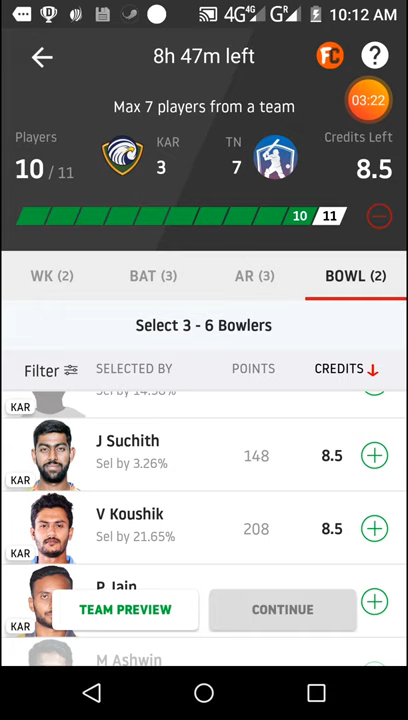 4G 4G G R 10:12 AM
8h 47m left
FC ?
Max 7 players from a team
03:22
Players KAR TN Credits Left
10 / 11 3 7 8.5
10 11
WK (2) BAT (3) AR (3) BOWL (2)
Select 3 - 6 Bowlers
Filter SELECTED BY POINTS CREDITS
KAR
J Suchith
Sel by 3.26% 148 8.5
KAR
V Koushik
Sel by 21.65% 208 8.5
KAR
P Jain
TEAM PREVIEW CONTINUE
KAR
M Ashwin